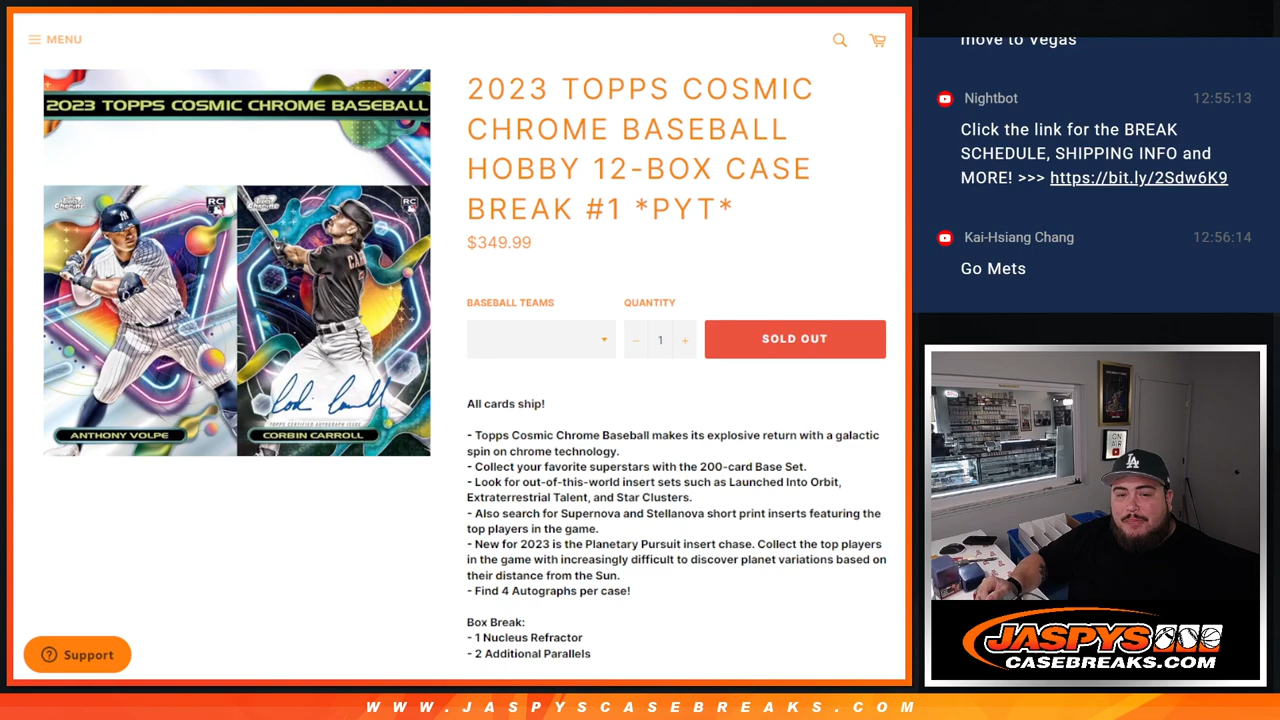 MENU
2023 TOPPS COSMIC CHROME BASEBALL
RC
RC
ANTHONY VOLPE
CORBIN CARROLL
TOPPS CERTIFIED AUTOGRAPH ISSUE
2023 TOPPS COSMIC
CHROME BASEBALL
HOBBY 12-BOX CASE
BREAK #1 *PYT*
$349.99
BASEBALL TEAMS
QUANTITY
− 1 +
SOLD OUT
All cards ship!
- Topps Cosmic Chrome Baseball makes its explosive return with a galactic
spin on chrome technology.
- Collect your favorite superstars with the 200-card Base Set.
- Look for out-of-this-world insert sets such as Launched Into Orbit,
Extraterrestrial Talent, and Star Clusters.
- Also search for Supernova and Stellanova short print inserts featuring the
top players in the game.
- New for 2023 is the Planetary Pursuit insert chase. Collect the top players
in the game with increasingly difficult to discover planet variations based on
their distance from the Sun.
- Find 4 Autographs per case!
Box Break:
- 1 Nucleus Refractor
- 2 Additional Parallels
Support
move to Vegas
Nightbot 12:55:13
Click the link for the BREAK
SCHEDULE, SHIPPING INFO and
MORE! >>> https://bit.ly/2Sdw6K9
Kai-Hsiang Chang 12:56:14
Go Mets
ON
AIR
LA
JASPYS
CASEBREAKS.COM
WWW.JASPYSCASEBREAKS.COM